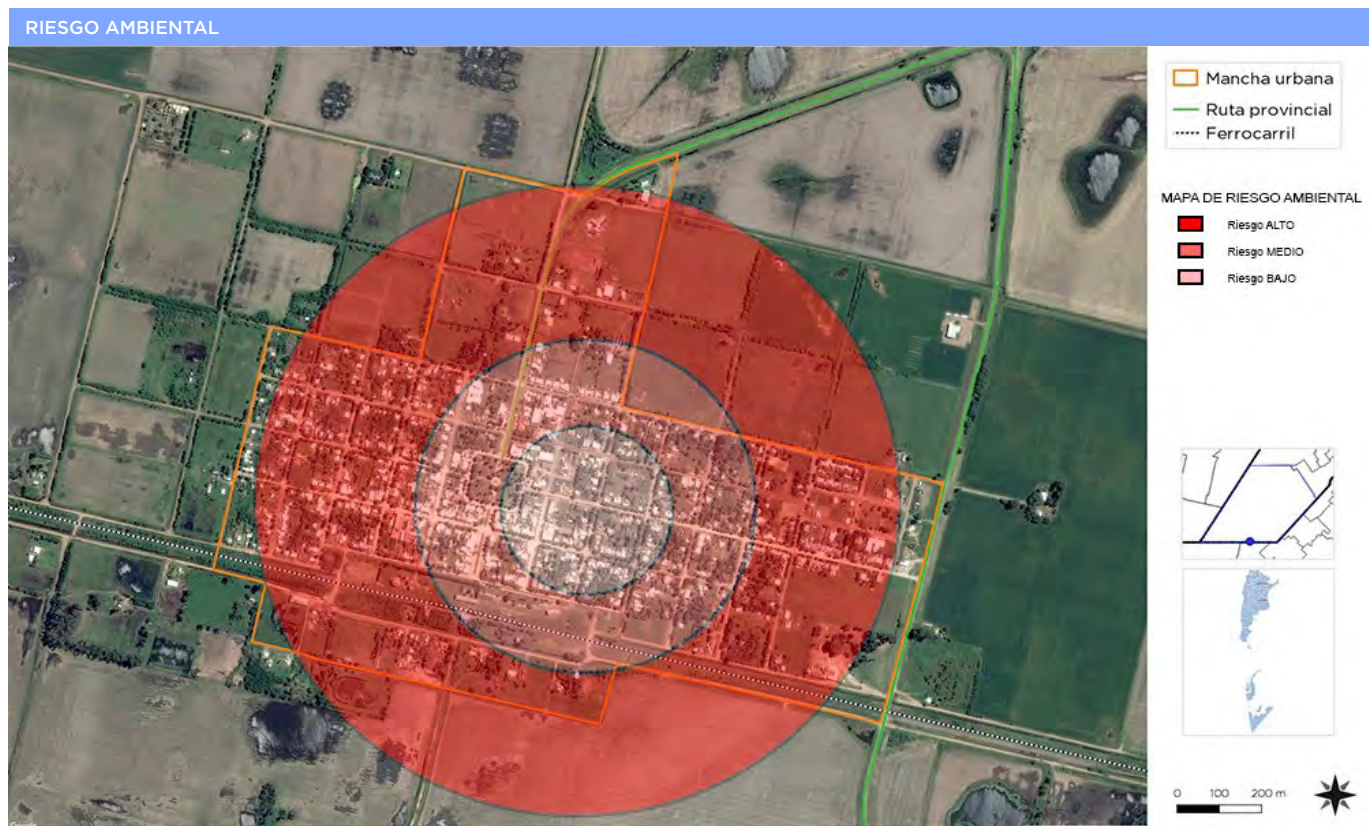 RIESGO AMBIENTAL
Mancha urbana
Ruta provincial
Ferrocarril
MAPA DE RIESGO AMBIENTAL
Riesgo ALTO
Riesgo MEDIO
Riesgo BAJO
0 100 200 m
Google